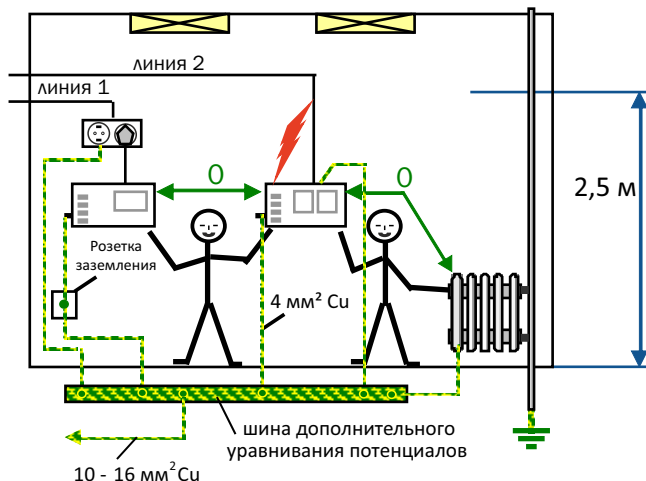 линия 2
линия 1
0
0
2,5 м
Розетка
заземления
4 мм² Cu
шина дополнительного
уравнивания потенциалов
10 - 16 мм² Cu